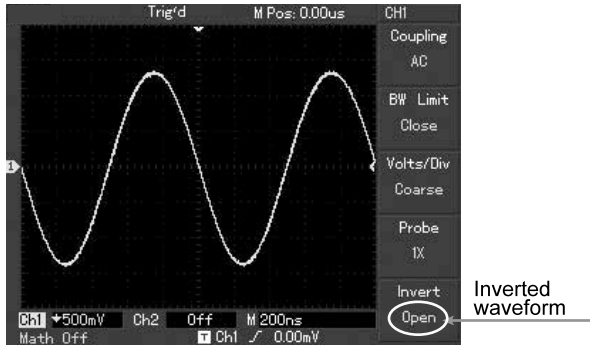 Trig'd M Pos: 0.00us CH1
Coupling
AC
BW Limit
Close
Volts/Div
Coarse
Probe
1X
Invert
Open
Inverted
waveform
1
Ch1 500mV Ch2 Off M 200ns
Math Off T Ch1 0.00mV